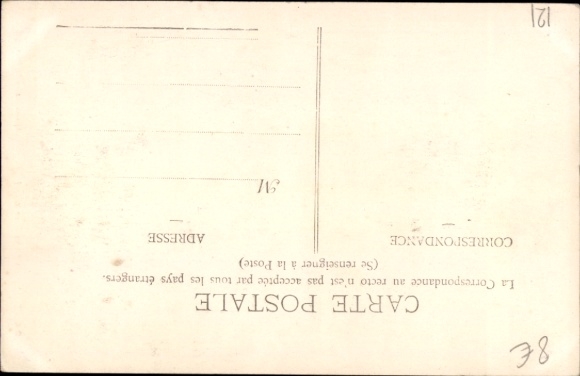 CARTE POSTALE
La Correspondance au recto n'est pas acceptée par tous les pays étrangers.
(Se renseigner à la Poste)
CORRESPONDANCE
ADRESSE
M
8€
121